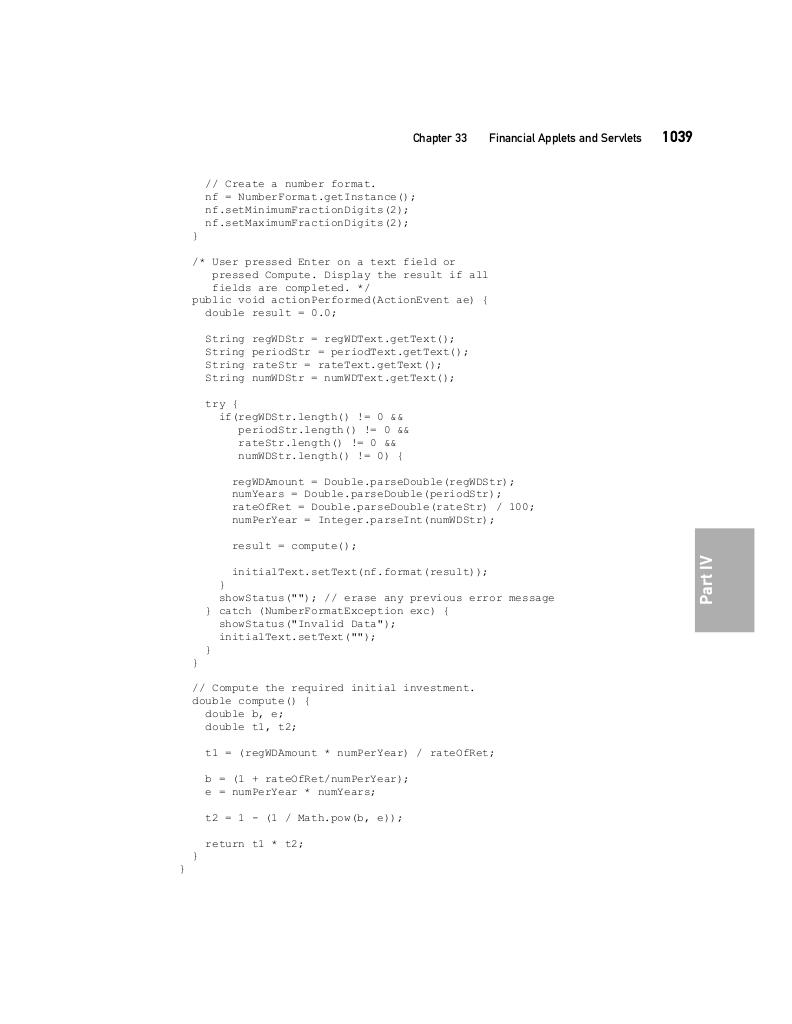 Chapter 33 Financial Applets and Servlets 1039
// Create a number format.
nf = NumberFormat.getInstance();
nf.setMinimumFractionDigits(2);
nf.setMaximumFractionDigits(2);
}
/* User pressed Enter on a text field or
pressed Compute. Display the result if all
fields are completed. */
public void actionPerformed(ActionEvent ae) {
double result = 0.0;
String regWDStr = regWDText.getText();
String periodStr = periodText.getText();
String rateStr = rateText.getText();
String numWDStr = numWDText.getText();
try {
if(regWDStr.length() != 0 &&
periodStr.length() != 0 &&
rateStr.length() != 0 &&
numWDStr.length() != 0) {
regWDAmount = Double.parseDouble(regWDStr);
numYears = Double.parseDouble(periodStr);
rateOfRet = Double.parseDouble(rateStr) / 100;
numPerYear = Integer.parseInt(numWDStr);
result = compute();
initialText.setText(nf.format(result));
}
showStatus(""); // erase any previous error message
} catch (NumberFormatException exc) {
showStatus("Invalid Data");
initialText.setText("");
}
}
// Compute the required initial investment.
double compute() {
double b, e;
double t1, t2;
t1 = (regWDAmount * numPerYear) / rateOfRet;
b = (1 + rateOfRet/numPerYear);
e = numPerYear * numYears;
t2 = 1 - (1 / Math.pow(b, e));
return t1 * t2;
}
}
Part IV